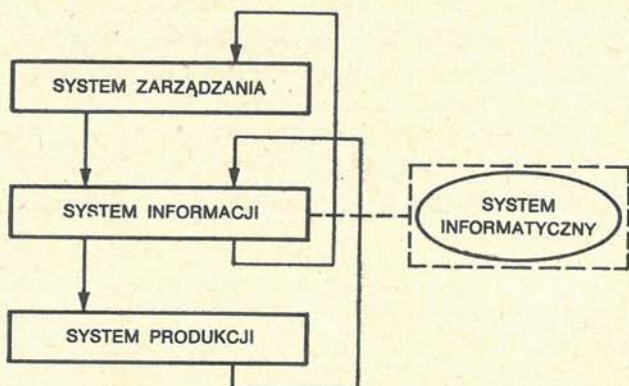 SYSTEM ZARZĄDZANIA
SYSTEM INFORMACJI
SYSTEM
INFORMATYCZNY
SYSTEM PRODUKCJI